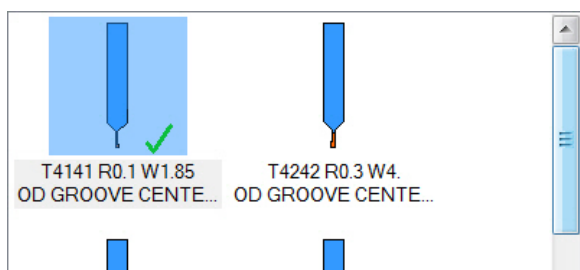 T4141 R0.1 W1.85
OD GROOVE CENTE...
T4242 R0.3 W4.
OD GROOVE CENTE...